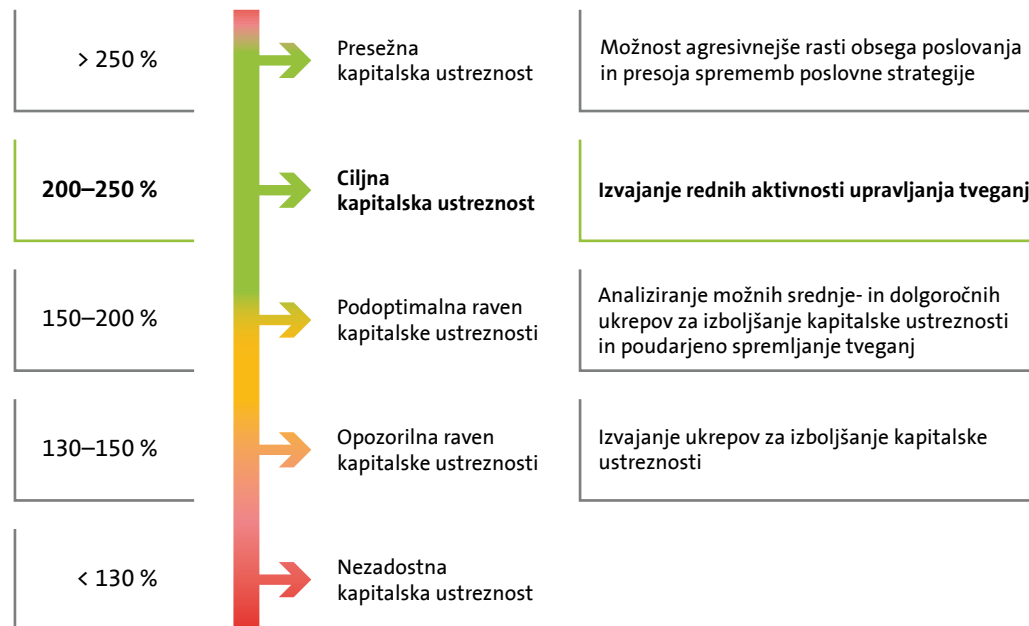 > 250 %
Presežna
kapitalska ustreznost
Možnost agresivnejše rasti obsega poslovanja
in presoja sprememb poslovne strategije
200–250 %
Ciljna
kapitalska ustreznost
Izvajanje rednih aktivnosti upravljanja tveganj
150–200 %
Podoptimalna raven
kapitalske ustreznosti
Analiziranje možnih srednje- in dolgoročnih
ukrepov za izboljšanje kapitalske ustreznosti
in poudarjeno spremljanje tveganj
130–150 %
Opozorilna raven
kapitalske ustreznosti
Izvajanje ukrepov za izboljšanje kapitalske
ustreznosti
< 130 %
Nezadostna
kapitalska ustreznost